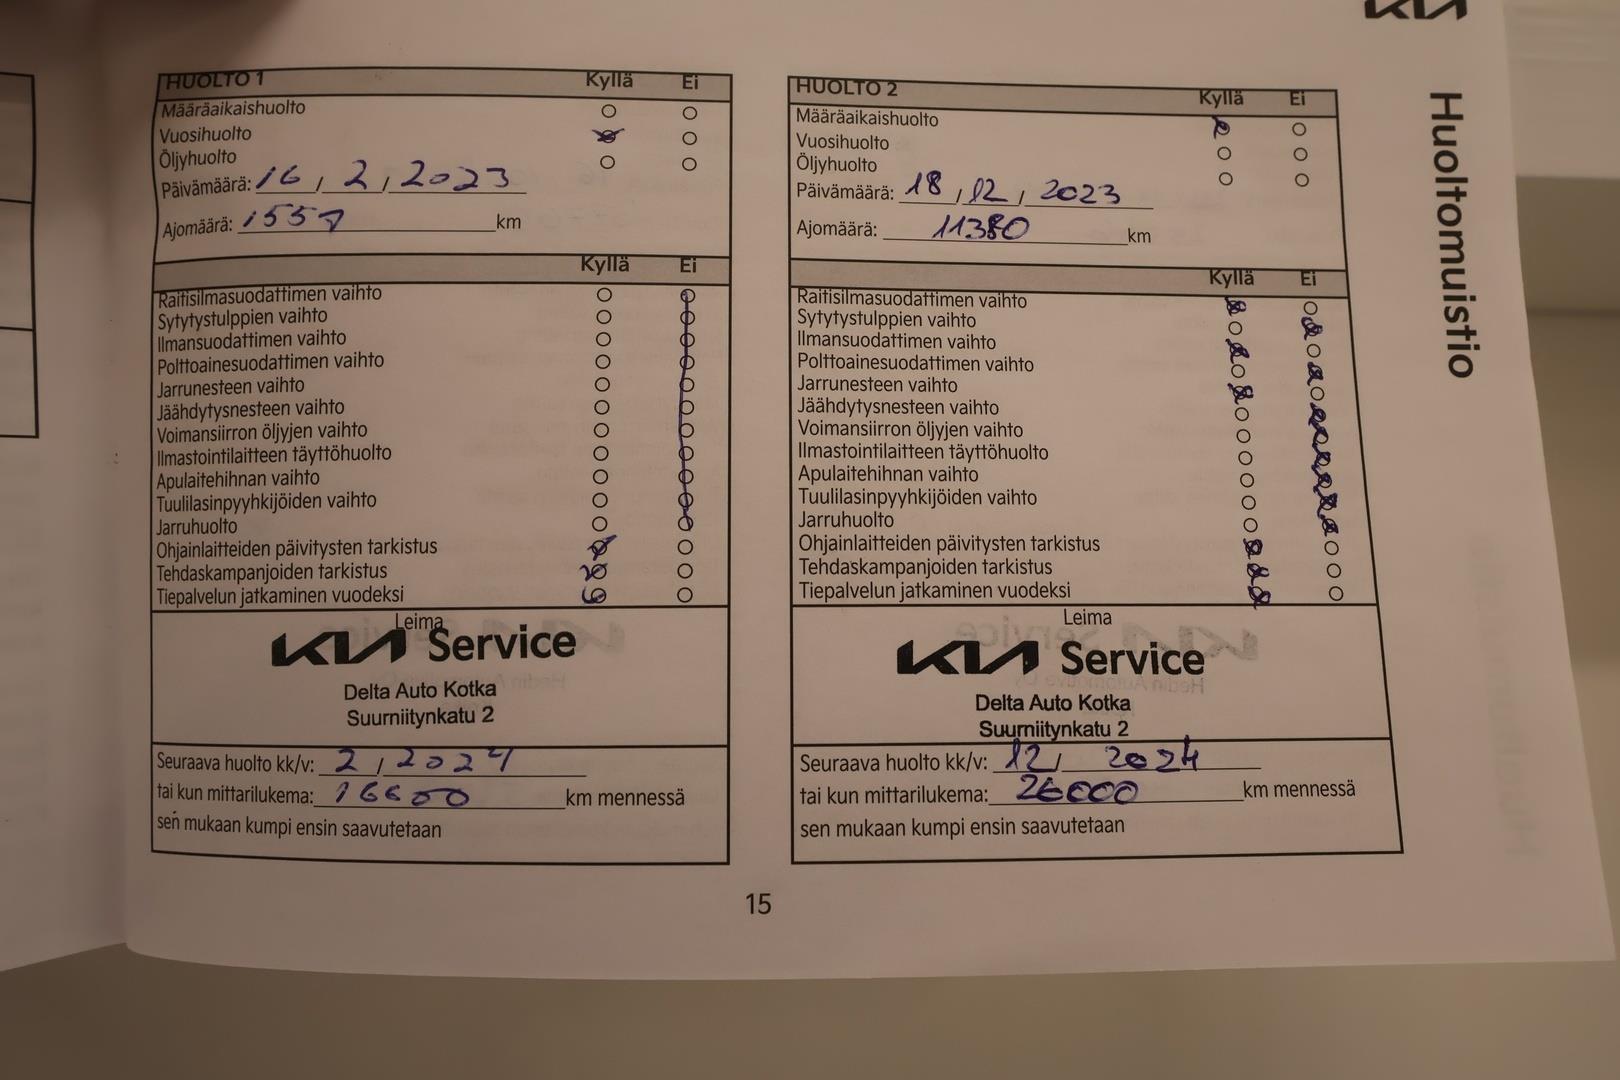 KIA
Huoltomuistio
HUOLTO 1 Kyllä Ei
Määräaikaishuolto
Vuosihuolto
Öljyhuolto
Päivämäärä: 16 / 2 / 2023
Ajomäärä: 1557 km
Kyllä Ei
Raitisilmasuodattimen vaihto
Sytytystulppien vaihto
Ilmansuodattimen vaihto
Polttoainesuodattimen vaihto
Jarrunesteen vaihto
Jäähdytysnesteen vaihto
Voimansiirron öljyjen vaihto
Ilmastointilaitteen täyttöhuolto
Apulaitehihnan vaihto
Tuulilasinpyyhkijöiden vaihto
Jarruhuolto
Ohjainlaitteiden päivitysten tarkistus
Tehdaskampanjoiden tarkistus
Tiepalvelun jatkaminen vuodeksi
Leima
KIA Service
Delta Auto Kotka
Suurniitynkatu 2
Seuraava huolto kk/v: 2 / 2024
tai kun mittarilukema: 16600 km mennessä
sen mukaan kumpi ensin saavutetaan
HUOLTO 2 Kyllä Ei
Määräaikaishuolto
Vuosihuolto
Öljyhuolto
Päivämäärä: 18 / 12 / 2023
Ajomäärä: 11380 km
Kyllä Ei
Raitisilmasuodattimen vaihto
Sytytystulppien vaihto
Ilmansuodattimen vaihto
Polttoainesuodattimen vaihto
Jarrunesteen vaihto
Jäähdytysnesteen vaihto
Voimansiirron öljyjen vaihto
Ilmastointilaitteen täyttöhuolto
Apulaitehihnan vaihto
Tuulilasinpyyhkijöiden vaihto
Jarruhuolto
Ohjainlaitteiden päivitysten tarkistus
Tehdaskampanjoiden tarkistus
Tiepalvelun jatkaminen vuodeksi
Leima
KIA Service
Delta Auto Kotka
Suurniitynkatu 2
Seuraava huolto kk/v: 12 / 2024
tai kun mittarilukema: 26000 km mennessä
sen mukaan kumpi ensin saavutetaan
15